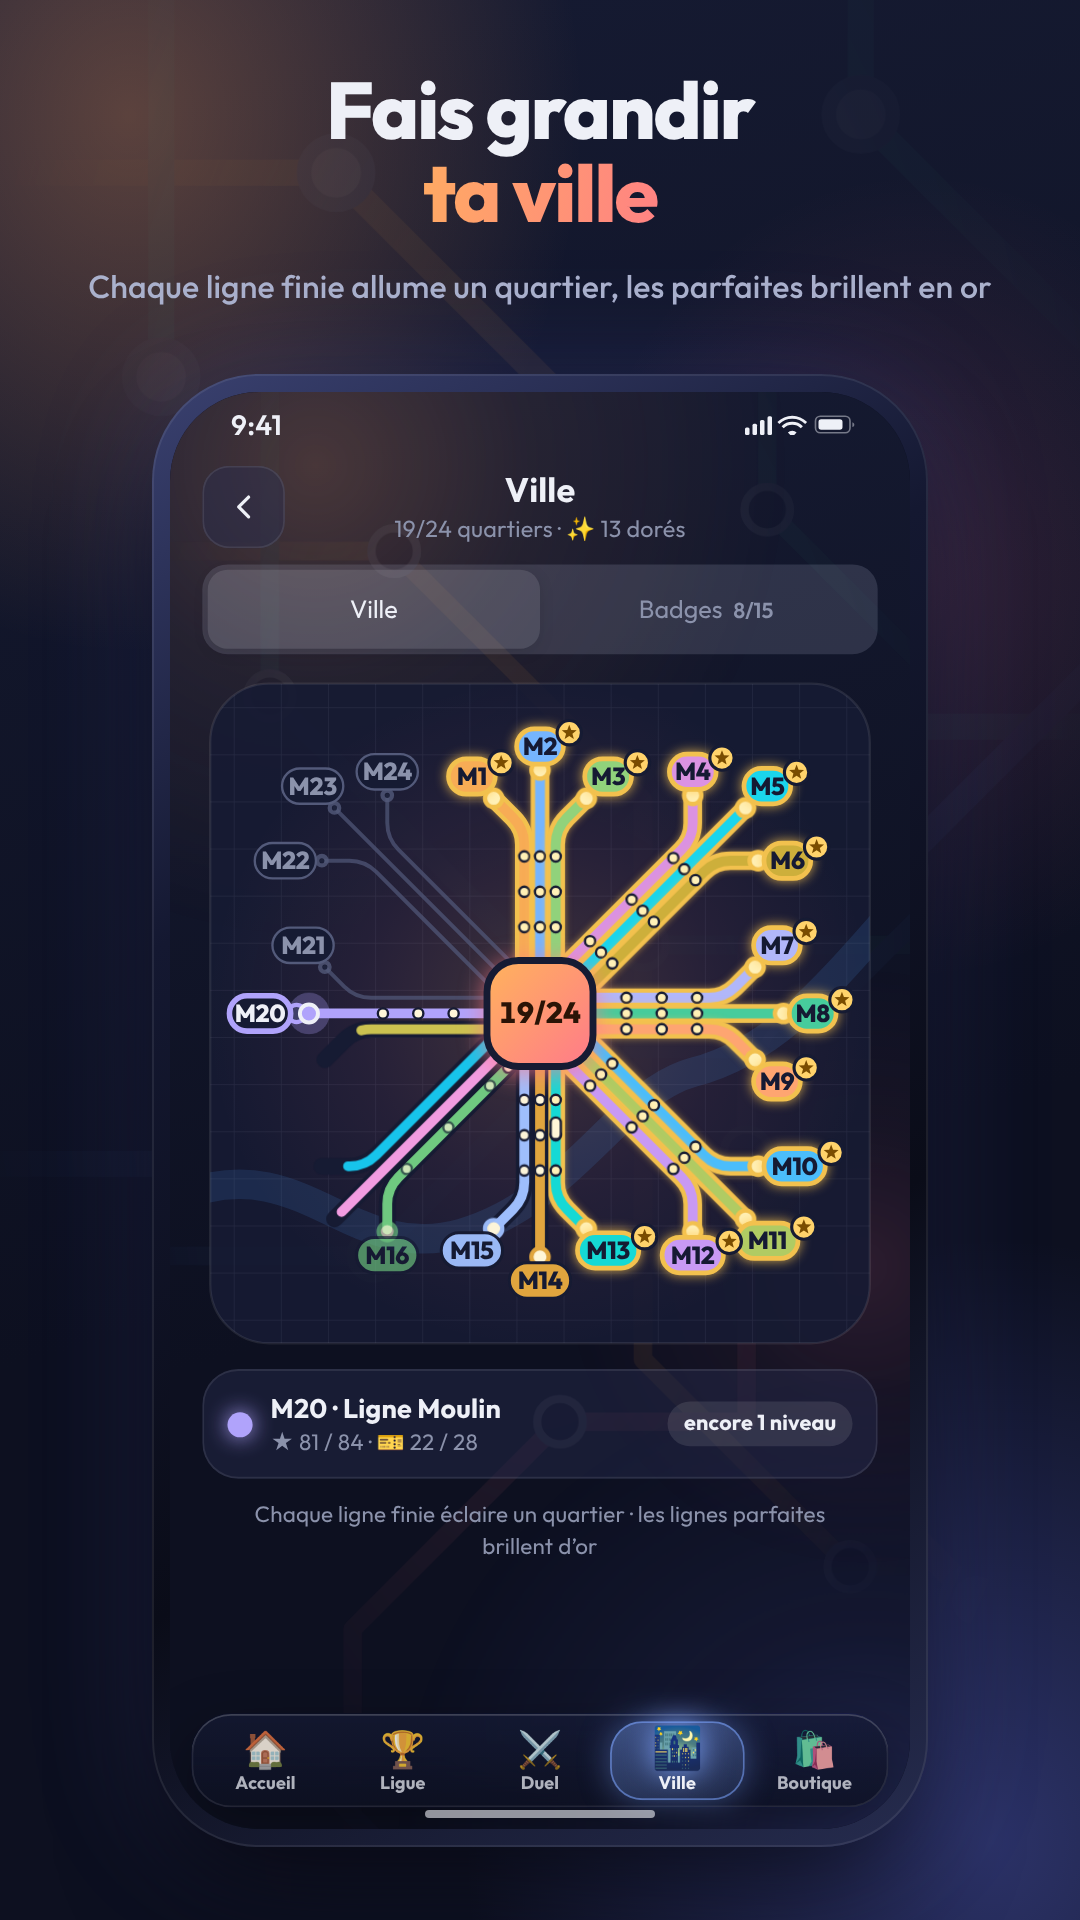 Fais grandir
ta ville
Chaque ligne finie allume un quartier, les parfaites brillent en or
9:41
Ville
19/24 quartiers · ✨ 13 dorés
Ville
Badges 8/15
M2
M24
M1
M3
M4
M23
M5
M22
M6
M21
M7
M20
19/24
M8
M9
M10
M16
M15
M13
M12
M11
M14
M20 · Ligne Moulin
encore 1 niveau
★ 81 / 84 · 🎫 22 / 28
Chaque ligne finie éclaire un quartier · les lignes parfaites
brillent d’or
Accueil
Ligue
Duel
Ville
Boutique